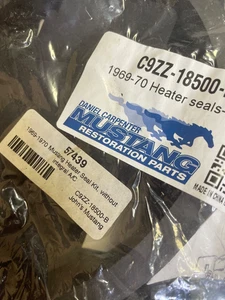 C9ZZ-18500-
1969-70 Heater seals-
DANIEL CARPENTER
MUSTANG
RESTORATION PARTS
MADE IN CHINA
57439
1969-1970 Mustang Heater Seal Kit, without
integral A/C,
C9ZZ-18500-B
John's Mustang